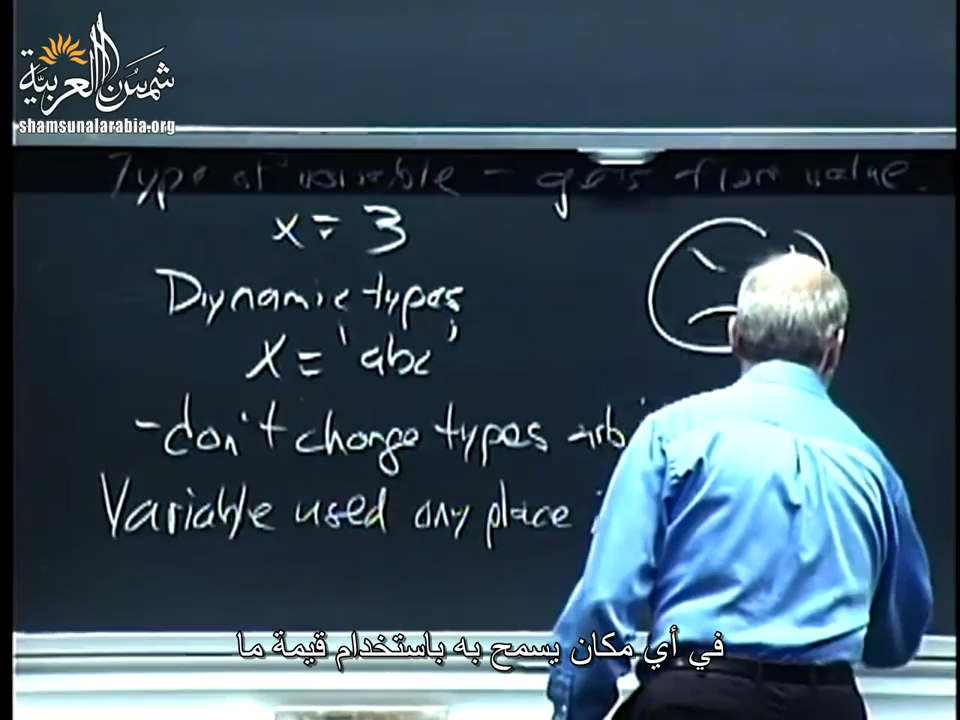 شمس العربية
shamsunalarabia.org
Type of variable - gets from value.
x = 3
Dynamic types
x = 'abc'
-don't change types arb
Variable used any place
في أي مكان يسمح به باستخدام قيمة ما